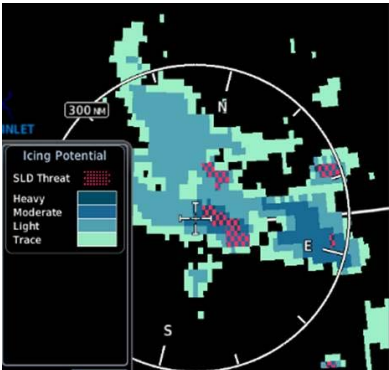 N
300 NM
INLET
Icing Potential
SLD Threat
Heavy
Moderate
Light
Trace
E
S